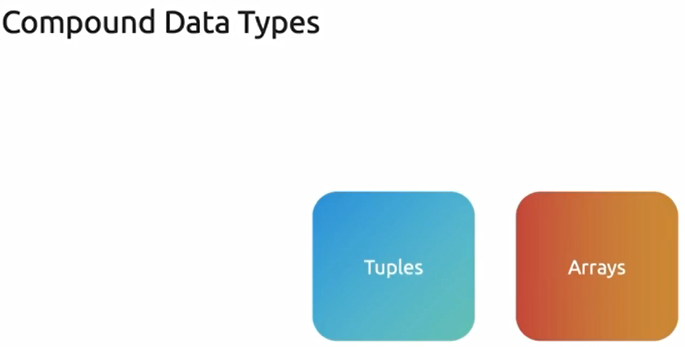 Compound Data Types
Tuples
Arrays